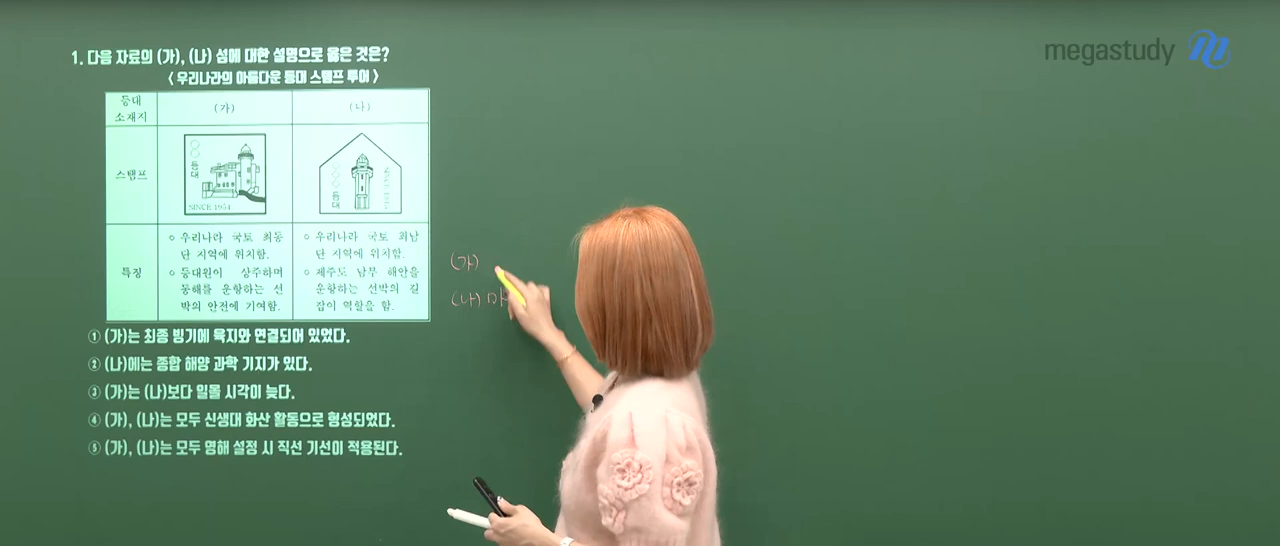 megastudy
1. 다음 자료의 (가), (나) 섬에 대한 설명으로 옳은 것은?
< 우리나라의 아름다운 등대 스탬프 투어 >
등대
소재지
(가)
(나)
스탬프
○○등대
SINCE 1954
○○○등대
특징
○ 우리나라 국토 최동
단 지역에 위치함.
○ 등대원이 상주하며
동해를 운항하는 선
박의 안전에 기여함.
○ 우리나라 국토 최남
단 지역에 위치함.
○ 제주도 남부 해안을
운항하는 선박의 길
잡이 역할을 함.
(가)
(나) 마
① (가)는 최종 빙기에 육지와 연결되어 있었다.
② (나)에는 종합 해양 과학 기지가 있다.
③ (가)는 (나)보다 일몰 시각이 늦다.
④ (가), (나)는 모두 신생대 화산 활동으로 형성되었다.
⑤ (가), (나)는 모두 영해 설정 시 직선 기선이 적용된다.